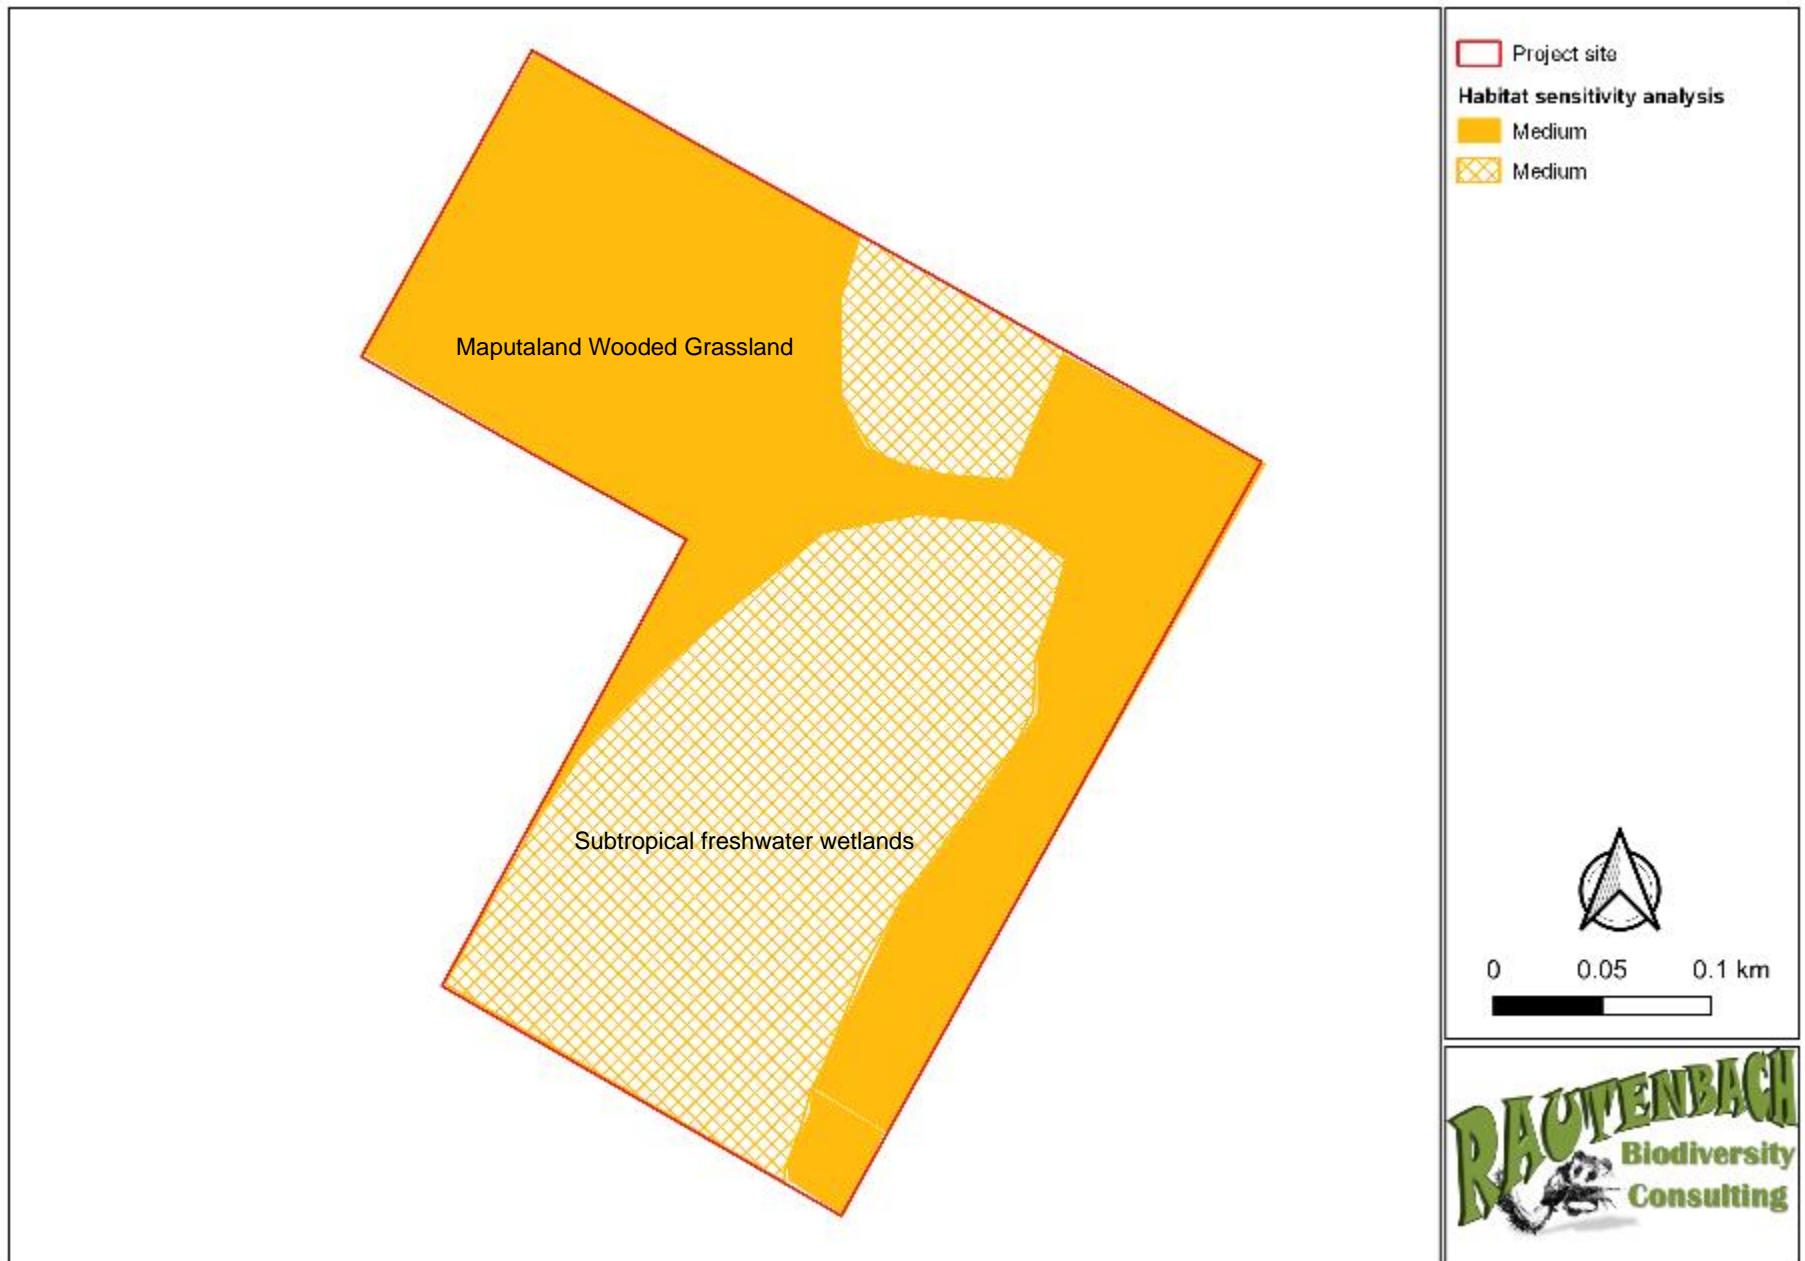 Project site
Habitat sensitivity analysis
Medium
Medium
Maputaland Wooded Grassland
Subtropical freshwater wetlands
0 0.05 0.1 km
RAUTENBACH
Biodiversity
Consulting